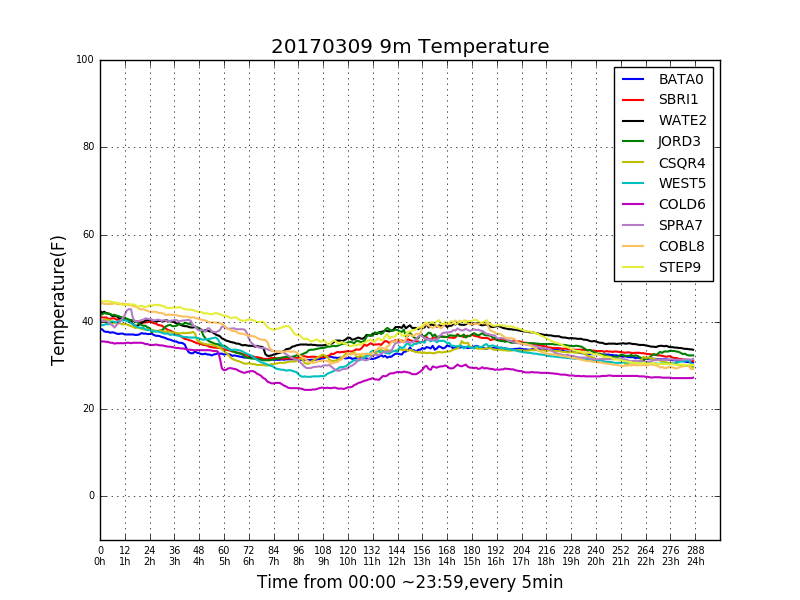 20170309 9m Temperature
100
80
60
40
20
0
Temperature(F)
BATA0
SBRI1
WATE2
JORD3
CSQR4
WEST5
COLD6
SPRA7
COBL8
STEP9
0 12 24 36 48 60 72 84 96 108 120 132 144 156 168 180 192 204 216 228 240 252 264 276 288
0h 1h 2h 3h 4h 5h 6h 7h 8h 9h 10h 11h 12h 13h 14h 15h 16h 17h 18h 19h 20h 21h 22h 23h 24h
Time from 00:00 ~23:59,every 5min